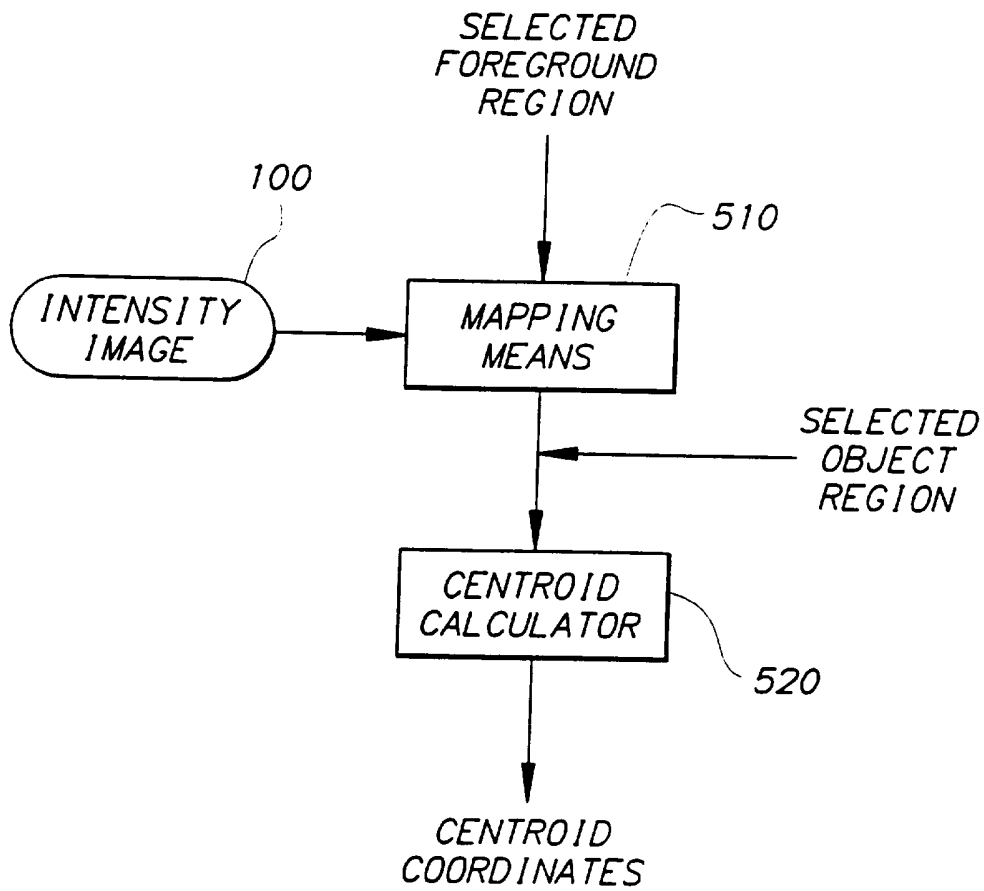 SELECTED
FOREGROUND
REGION
100
510
INTENSITY
IMAGE
MAPPING
MEANS
SELECTED
OBJECT
REGION
CENTROID
CALCULATOR
520
CENTROID
COORDINATES